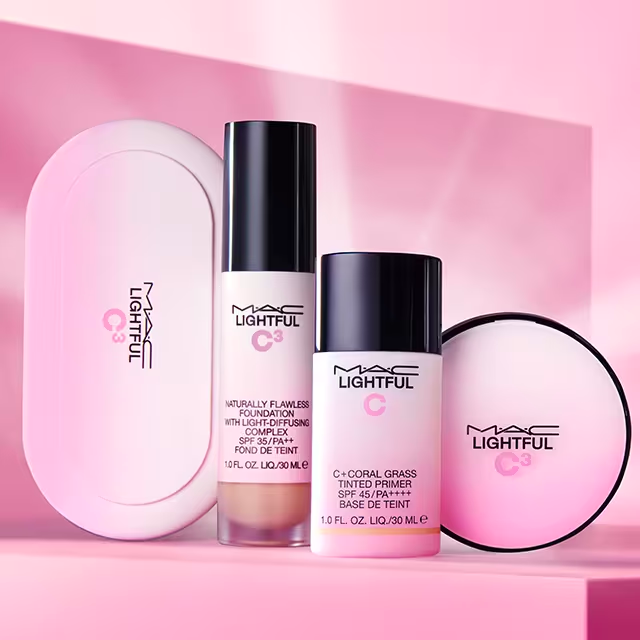 MAC
LIGHTFUL
C³
MAC
LIGHTFUL
C³
NATURALLY FLAWLESS
FOUNDATION
WITH LIGHT-DIFFUSING
COMPLEX
SPF 35/PA++
FOND DE TEINT
1.0 FL. OZ. LIQ./30 ML ℮
MAC
LIGHTFUL
C
C+CORAL GRASS
TINTED PRIMER
SPF 45/PA++++
BASE DE TEINT
1.0 FL. OZ. LIQ./30 ML ℮
MAC
LIGHTFUL
C³